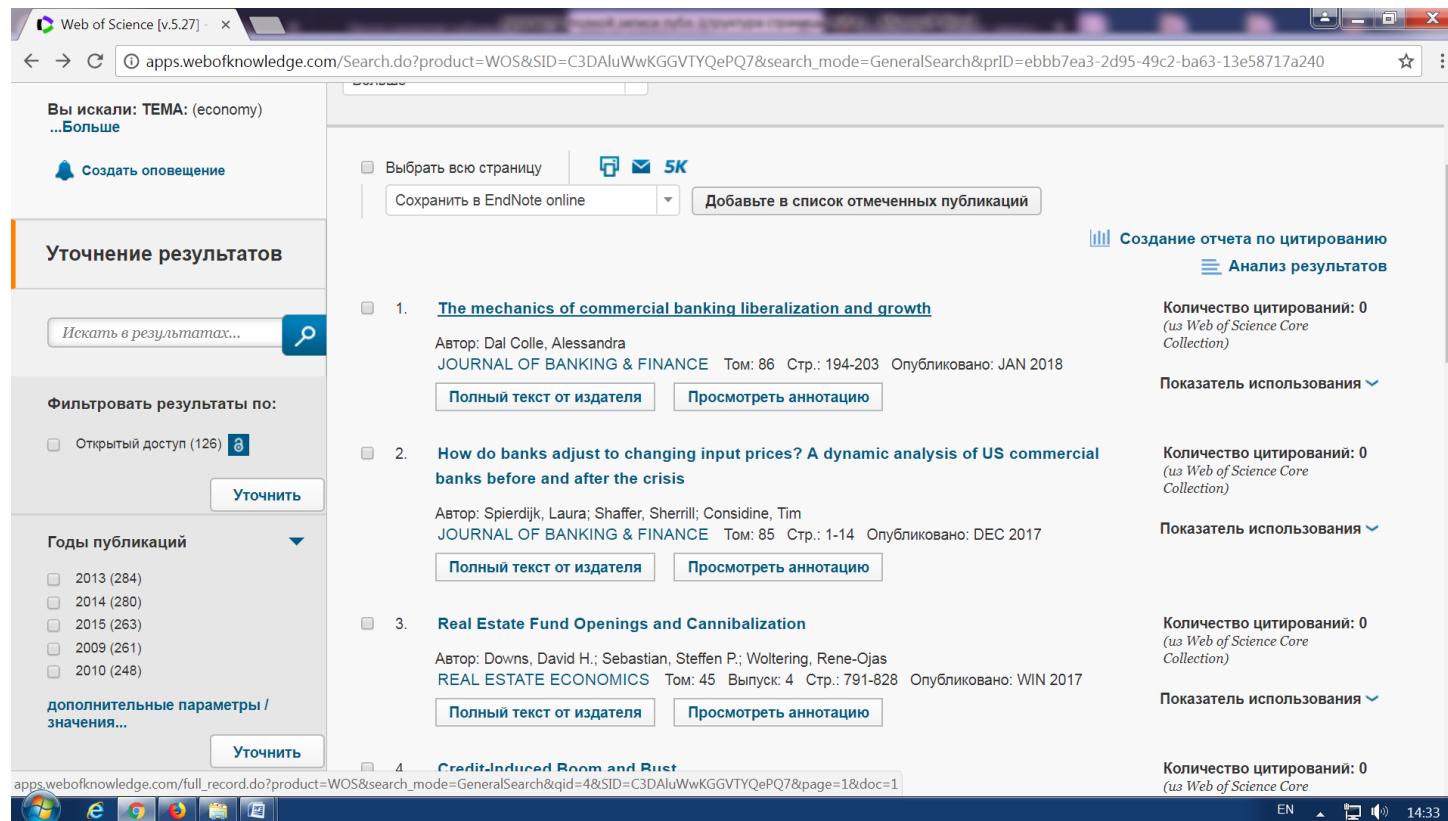 Web of Science [v.5.27] -
apps.webofknowledge.com/Search.do?product=WOS&SID=C3DAluWwKGGVTYQePQ7&search_mode=GeneralSearch&prID=ebbb7ea3-2d95-49c2-ba63-13e58717a240
Вы искали: ТЕМА: (economy)
...Больше
Создать оповещение
Уточнение результатов
Искать в результатах...
Фильтровать результаты по:
Открытый доступ (126)
Уточнить
Годы публикаций
2013 (284)
2014 (280)
2015 (263)
2009 (261)
2010 (248)
дополнительные параметры /
значения...
Уточнить
Выбрать всю страницу
5K
Сохранить в EndNote online
Добавьте в список отмеченных публикаций
Создание отчета по цитированию
Анализ результатов
1. The mechanics of commercial banking liberalization and growth
Автор: Dal Colle, Alessandra
JOURNAL OF BANKING & FINANCE Том: 86 Стр.: 194-203 Опубликовано: JAN 2018
Полный текст от издателя Просмотреть аннотацию
Количество цитирований: 0
(из Web of Science Core
Collection)
Показатель использования
2. How do banks adjust to changing input prices? A dynamic analysis of US commercial
banks before and after the crisis
Автор: Spierdijk, Laura; Shaffer, Sherrill; Considine, Tim
JOURNAL OF BANKING & FINANCE Том: 85 Стр.: 1-14 Опубликовано: DEC 2017
Полный текст от издателя Просмотреть аннотацию
Количество цитирований: 0
(из Web of Science Core
Collection)
Показатель использования
3. Real Estate Fund Openings and Cannibalization
Автор: Downs, David H.; Sebastian, Steffen P.; Woltering, Rene-Ojas
REAL ESTATE ECONOMICS Том: 45 Выпуск: 4 Стр.: 791-828 Опубликовано: WIN 2017
Полный текст от издателя Просмотреть аннотацию
Количество цитирований: 0
(из Web of Science Core
Collection)
Показатель использования
4. Credit-Induced Boom and Bust
Количество цитирований: 0
(из Web of Science Core
apps.webofknowledge.com/full_record.do?product=WOS&search_mode=GeneralSearch&qid=4&SID=C3DAluWwKGGVTYQePQ7&page=1&doc=1
EN 14:33